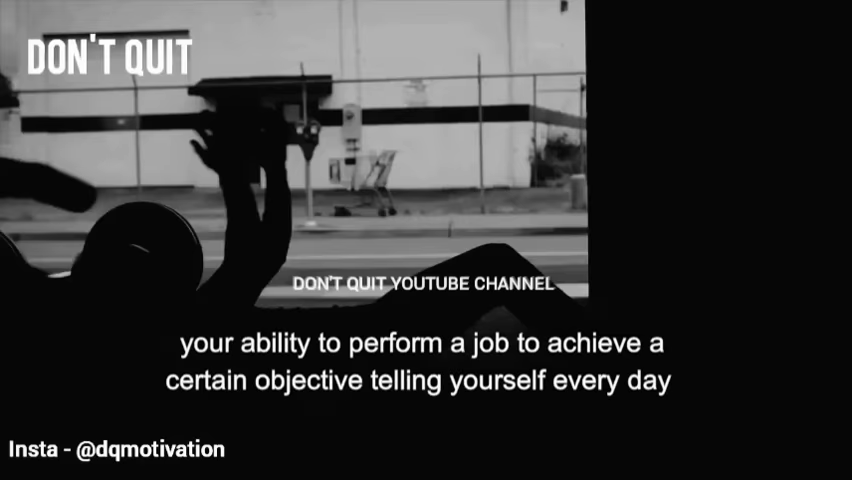 DON'T QUIT
DON'T QUIT YOUTUBE CHANNEL
your ability to perform a job to achieve a
certain objective telling yourself every day
Insta - @dqmotivation